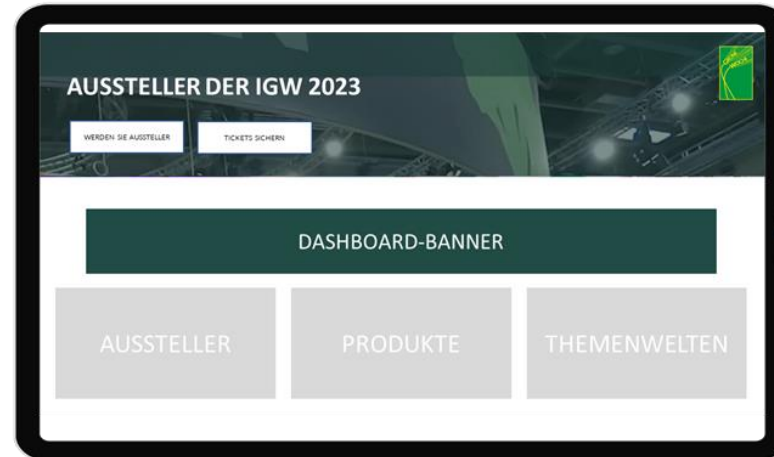 AUSSTELLER DER IGW 2023
WERDEN SIE AUSSTELLER
TICKETS SICHERN
DASHBOARD-BANNER
AUSSTELLER
PRODUKTE
THEMENWELTEN